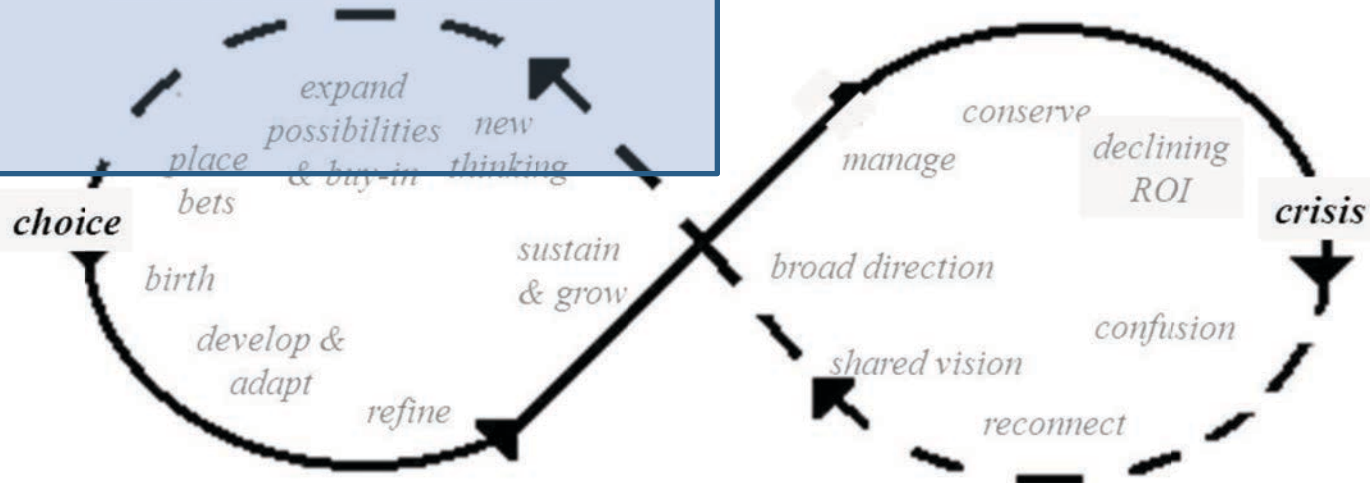 expand
possibilities
& buy-in
new
thinking
place
bets
choice
birth
develop &
adapt
refine
sustain
& grow
manage
conserve
declining
ROI
crisis
confusion
reconnect
shared vision
broad direction